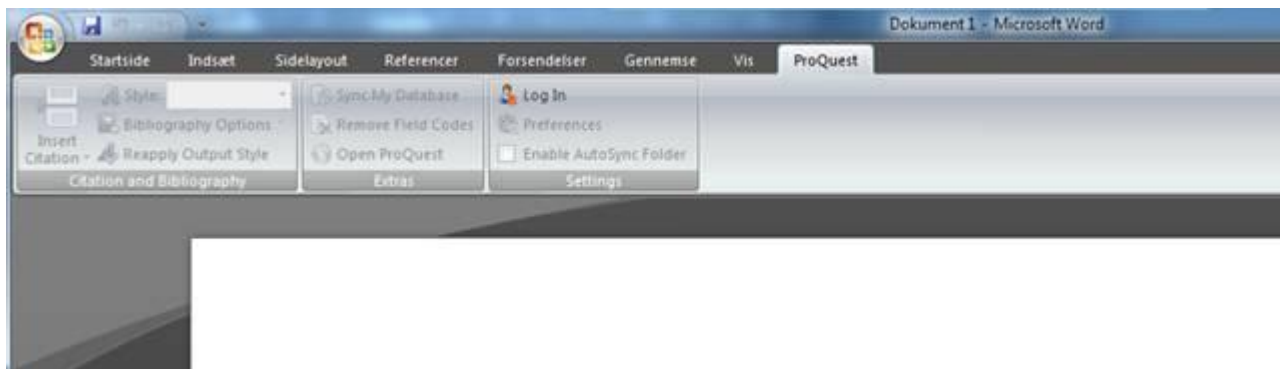 Dokument 1 - Microsoft Word
Startside Indsæt Sidelayout Referencer Forsendelser Gennemse Vis ProQuest
Insert Citation
Style:
Bibliography Options
Reapply Output Style
Citation and Bibliography
Sync My Database
Remove Field Codes
Open ProQuest
Extras
Log In
Preferences
Enable AutoSync Folder
Settings